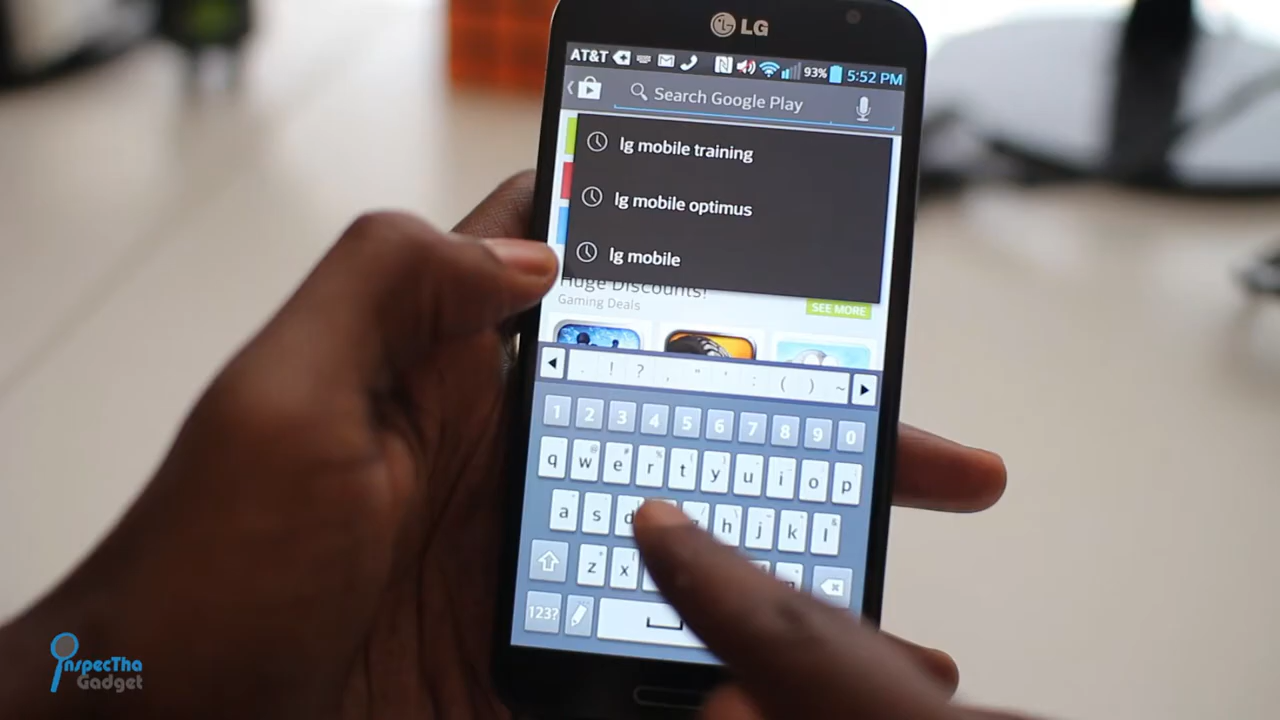 LG
AT&T 93% 5:52 PM
Search Google Play
lg mobile training
lg mobile optimus
lg mobile
Huge Discounts!
Gaming Deals
SEE MORE
. ! ? , " ' : ( ) ~
1 2 3 4 5 6 7 8 9 0
q w e r t y u i o p
a s d h j k l
z x
123?
InspecTha
Gadget